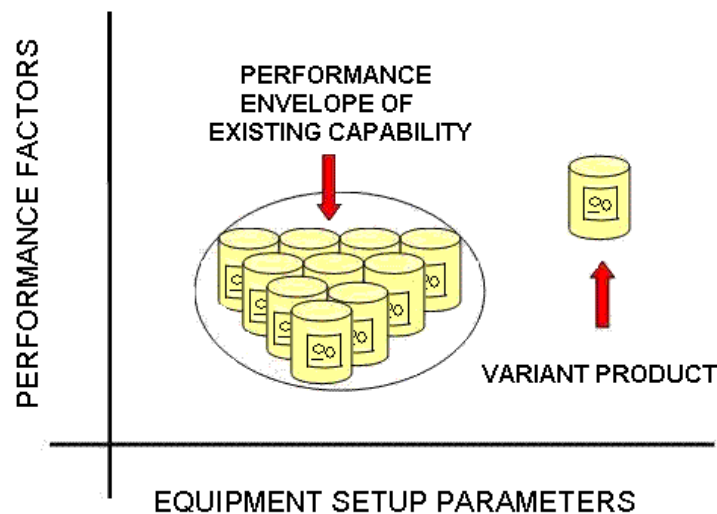 PERFORMANCE FACTORS
PERFORMANCE
ENVELOPE OF
EXISTING CAPABILITY
VARIANT PRODUCT
EQUIPMENT SETUP PARAMETERS